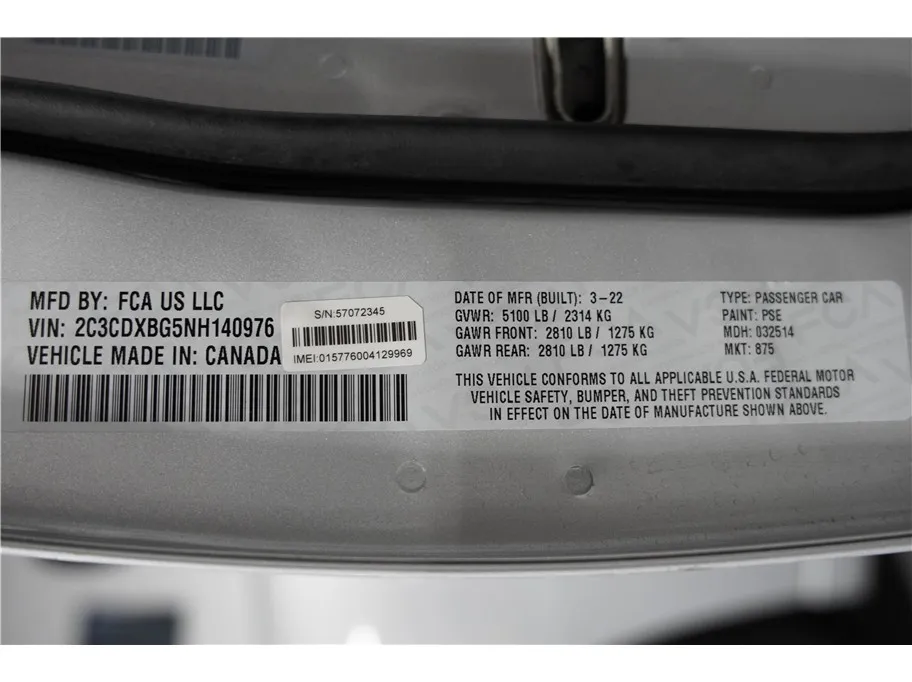 MFD BY: FCA US LLC
VIN: 2C3CDXBG5NH140976
VEHICLE MADE IN: CANADA
S/N:57072345
IMEI:015776004129969
DATE OF MFR (BUILT): 3-22
GVWR: 5100 LB / 2314 KG
GAWR FRONT: 2810 LB / 1275 KG
GAWR REAR: 2810 LB / 1275 KG
TYPE: PASSENGER CAR
PAINT: PSE
MDH: 032514
MKT: 875
THIS VEHICLE CONFORMS TO ALL APPLICABLE U.S.A. FEDERAL MOTOR
VEHICLE SAFETY, BUMPER, AND THEFT PREVENTION STANDARDS
IN EFFECT ON THE DATE OF MANUFACTURE SHOWN ABOVE.